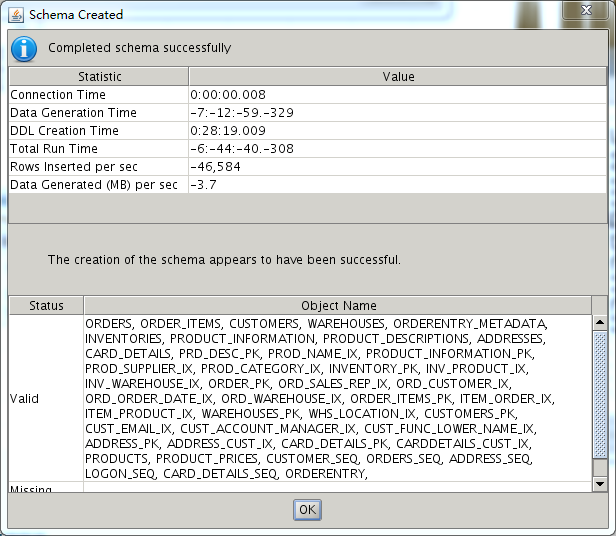 Schema Created
Completed schema successfully
Statistic Value
Connection Time 0:00:00.008
Data Generation Time -7:-12:-59.-329
DDL Creation Time 0:28:19.009
Total Run Time -6:-44:-40.-308
Rows Inserted per sec -46,584
Data Generated (MB) per sec -3.7
The creation of the schema appears to have been successful.
Status Object Name
ORDERS, ORDER_ITEMS, CUSTOMERS, WAREHOUSES, ORDERENTRY_METADATA,
INVENTORIES, PRODUCT_INFORMATION, PRODUCT_DESCRIPTIONS, ADDRESSES,
CARD_DETAILS, PRD_DESC_PK, PROD_NAME_IX, PRODUCT_INFORMATION_PK,
PROD_SUPPLIER_IX, PROD_CATEGORY_IX, INVENTORY_PK, INV_PRODUCT_IX,
INV_WAREHOUSE_IX, ORDER_PK, ORD_SALES_REP_IX, ORD_CUSTOMER_IX,
Valid ORD_ORDER_DATE_IX, ORD_WAREHOUSE_IX, ORDER_ITEMS_PK, ITEM_ORDER_IX,
ITEM_PRODUCT_IX, WAREHOUSES_PK, WHS_LOCATION_IX, CUSTOMERS_PK,
CUST_EMAIL_IX, CUST_ACCOUNT_MANAGER_IX, CUST_FUNC_LOWER_NAME_IX,
ADDRESS_PK, ADDRESS_CUST_IX, CARD_DETAILS_PK, CARDDETAILS_CUST_IX,
PRODUCTS, PRODUCT_PRICES, CUSTOMER_SEQ, ORDERS_SEQ, ADDRESS_SEQ,
LOGON_SEQ, CARD_DETAILS_SEQ, ORDERENTRY,
Missing
OK